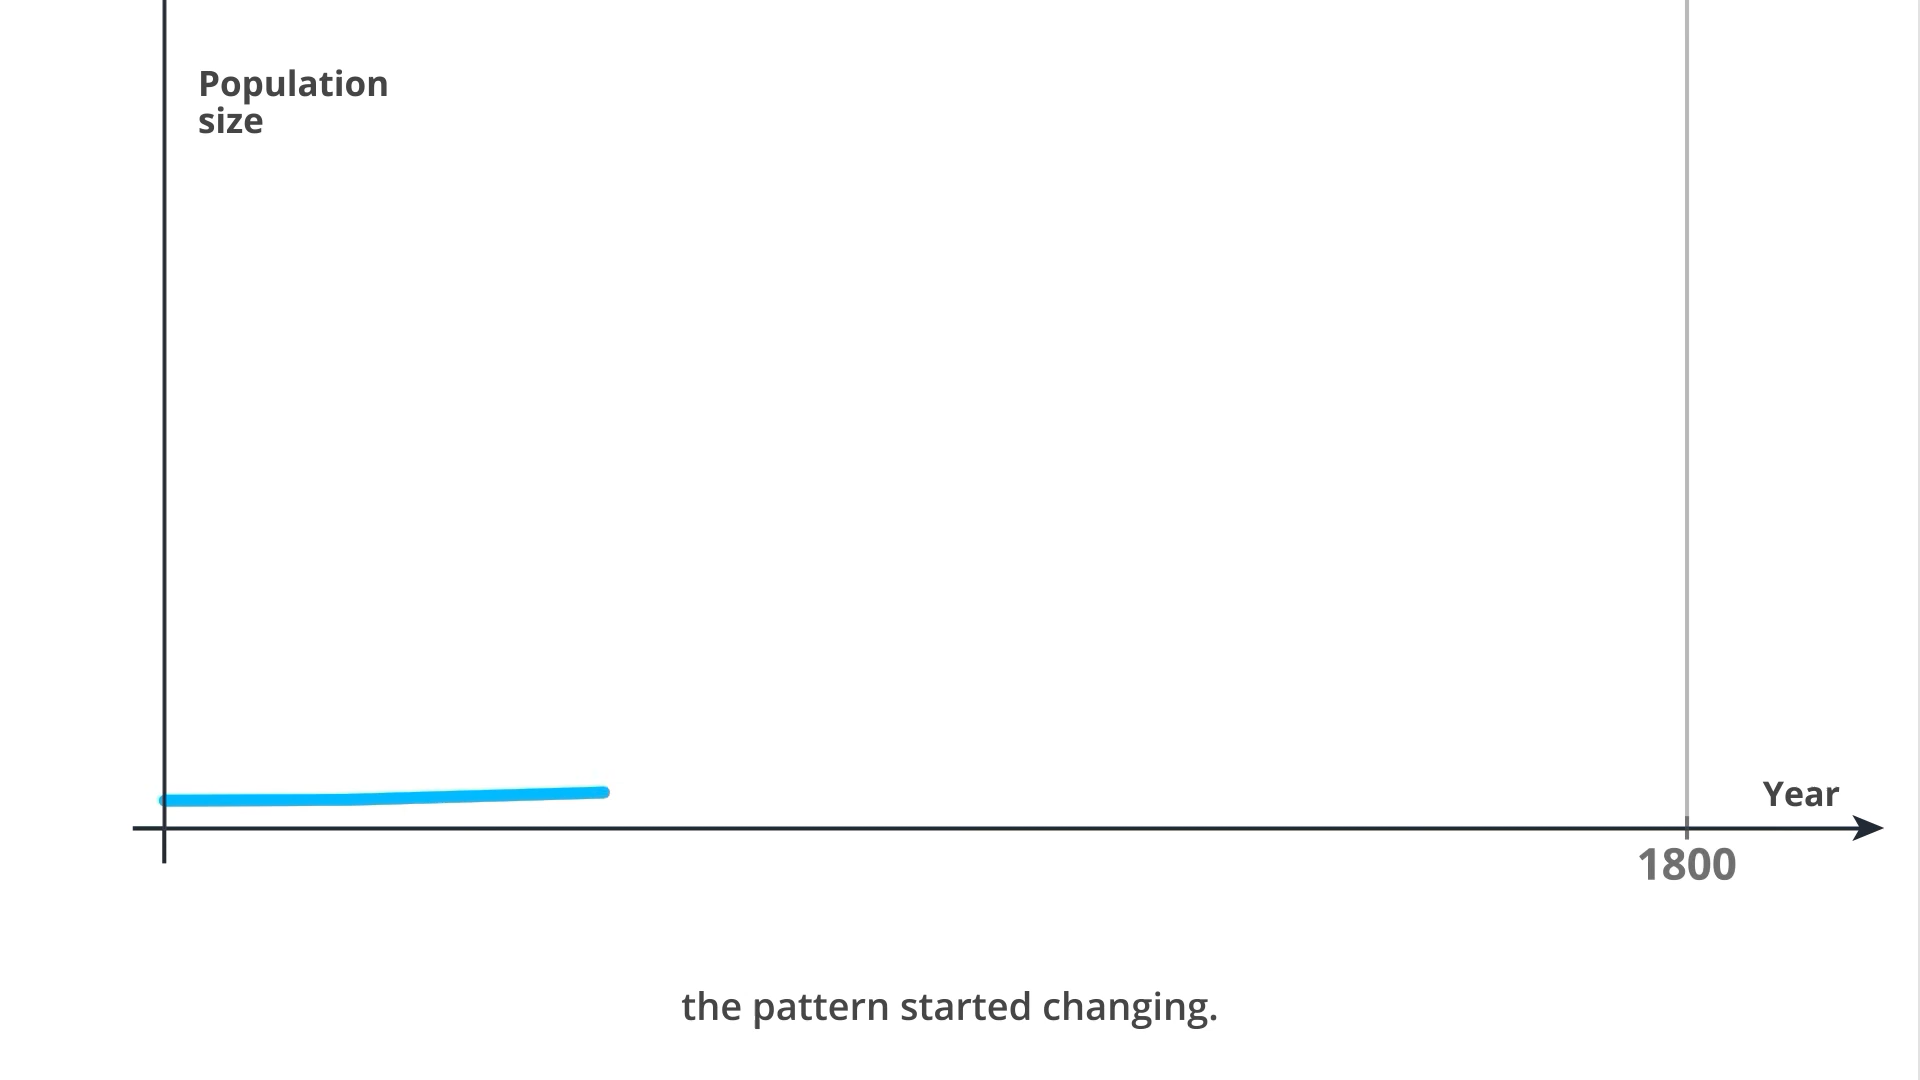 Population
size
Year
1800
the pattern started changing.